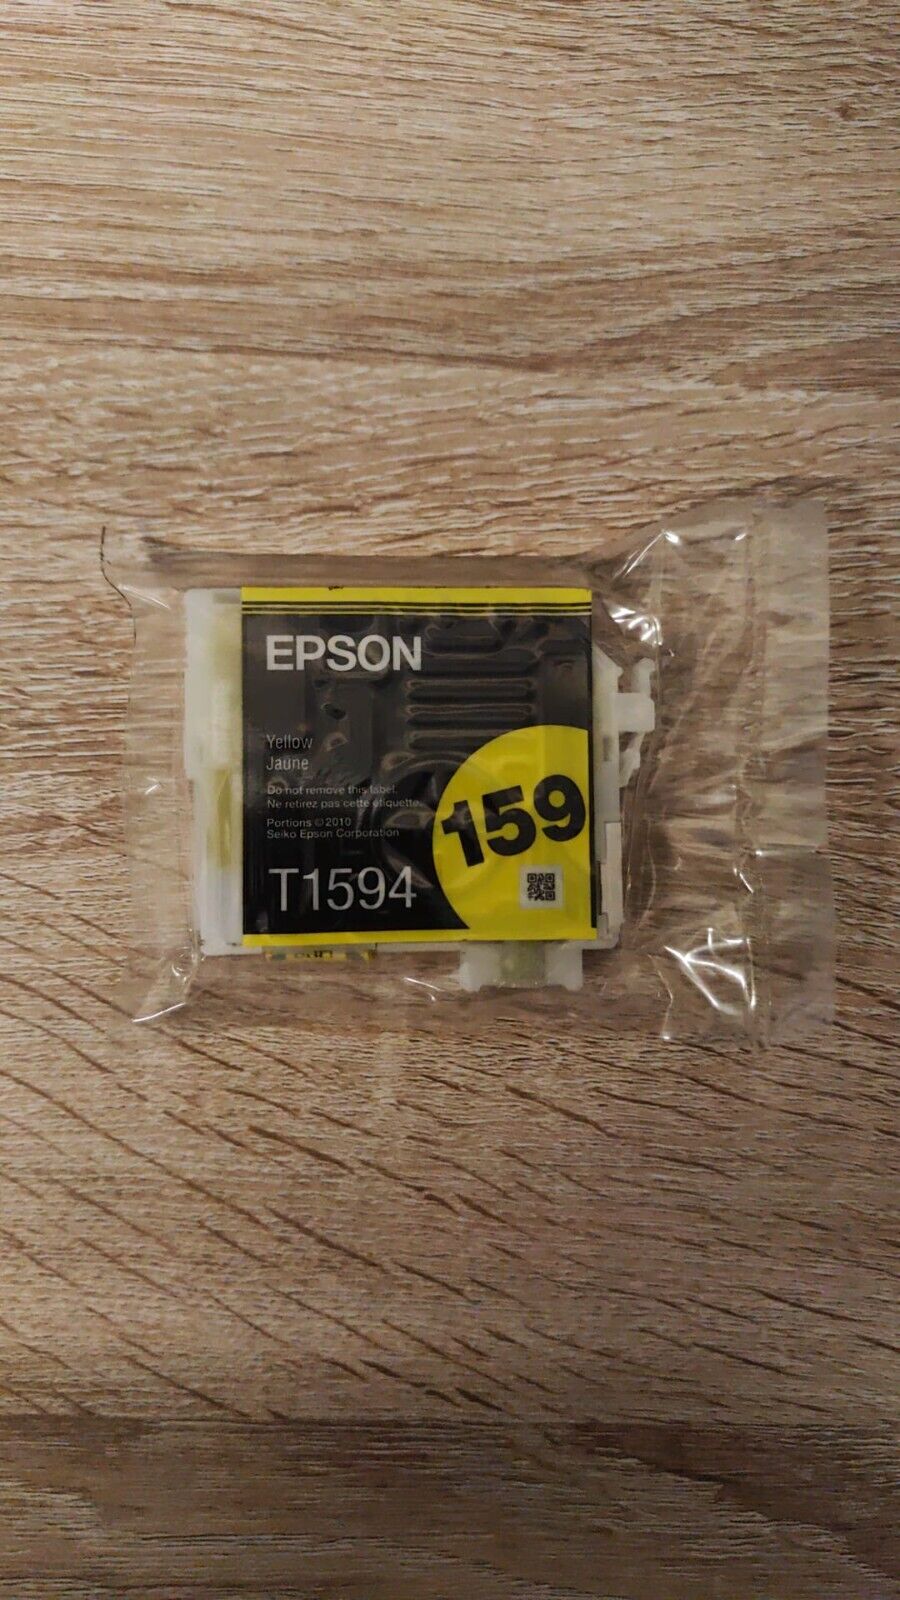 EPSON
Yellow
Jaune
Do not remove this label.
Ne retirez pas cette étiquette.
Portions ©2010
Seiko Epson Corporation
159
T1594